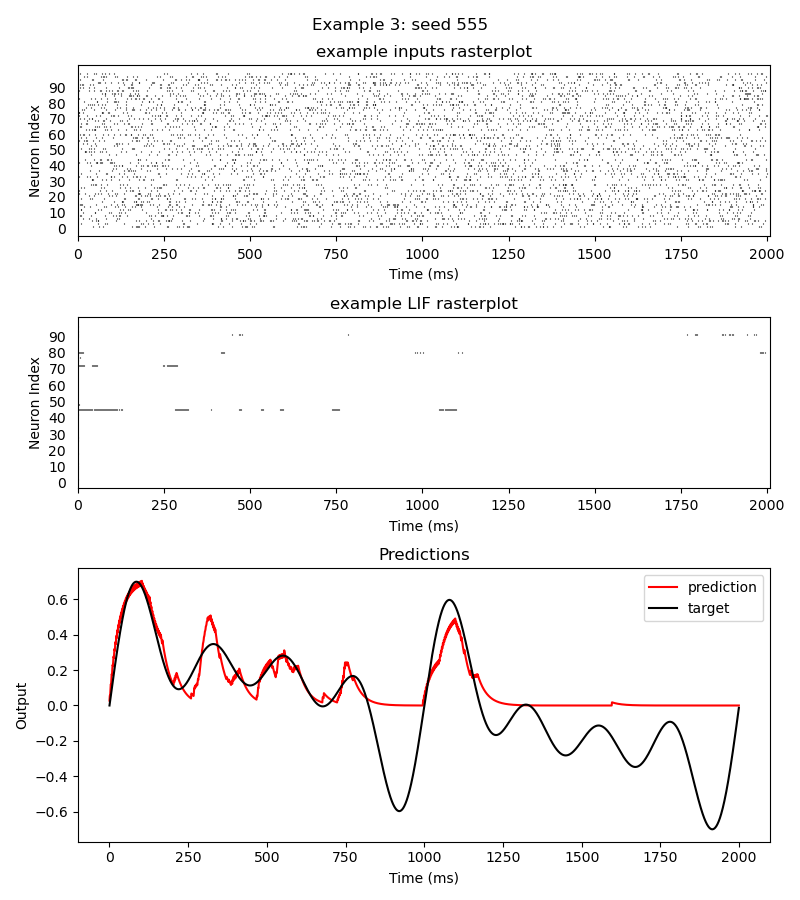 Example 3: seed 555
example inputs rasterplot
Neuron Index
90
80
70
60
50
40
30
20
10
0
0 250 500 750 1000 1250 1500 1750 2000
Time (ms)
example LIF rasterplot
Neuron Index
90
80
70
60
50
40
30
20
10
0
0 250 500 750 1000 1250 1500 1750 2000
Time (ms)
Predictions
Output
0.6
0.4
0.2
0.0
−0.2
−0.4
−0.6
prediction
target
0 250 500 750 1000 1250 1500 1750 2000
Time (ms)